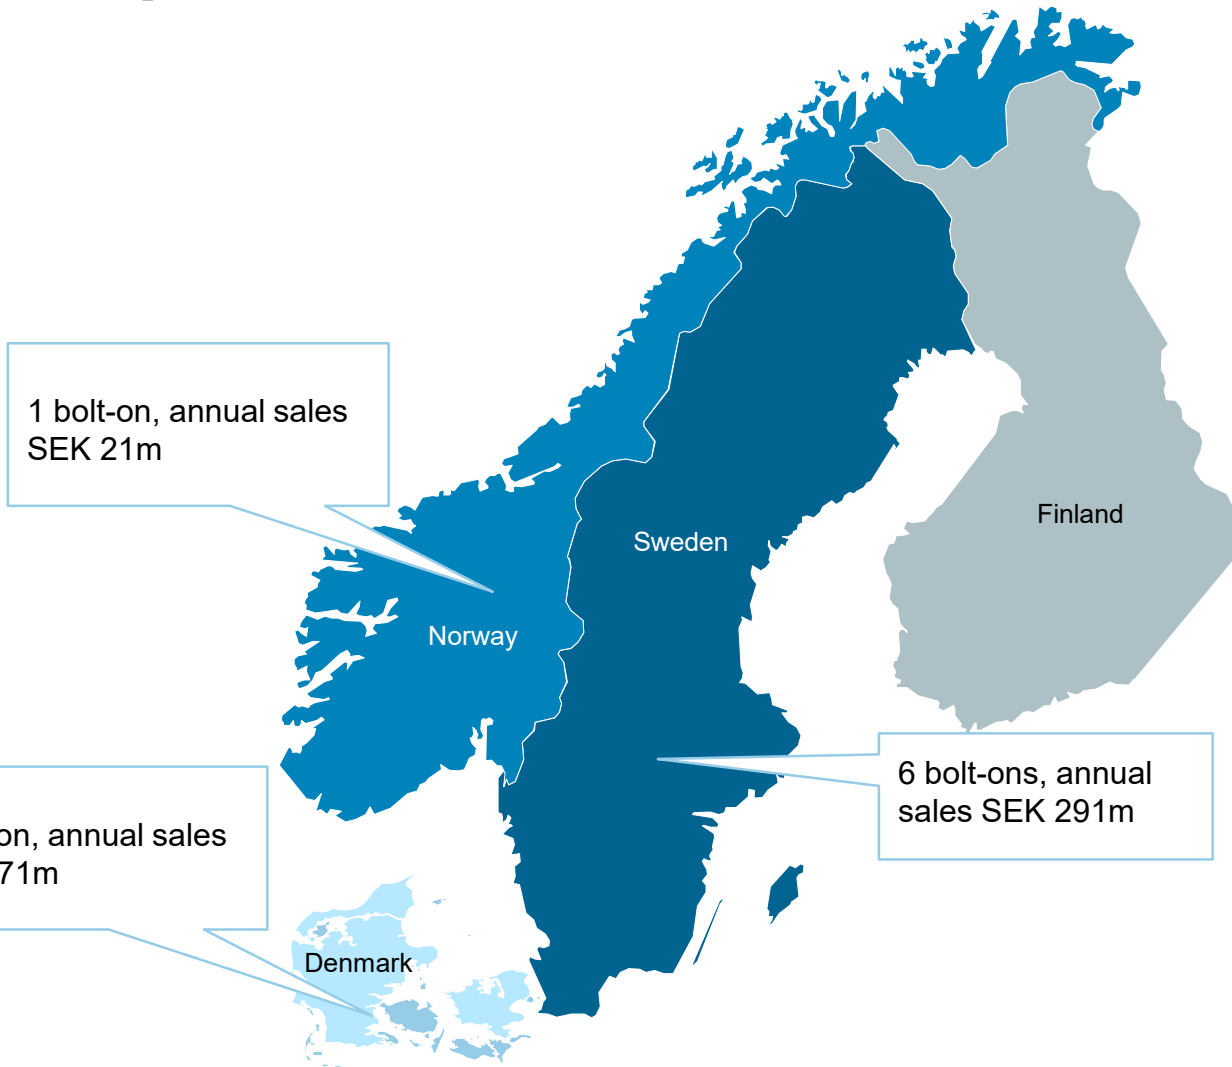 1 bolt-on, annual sales
SEK 21m
Finland
Sweden
Norway
6 bolt-ons, annual
sales SEK 291m
on, annual sales
71m
Denmark